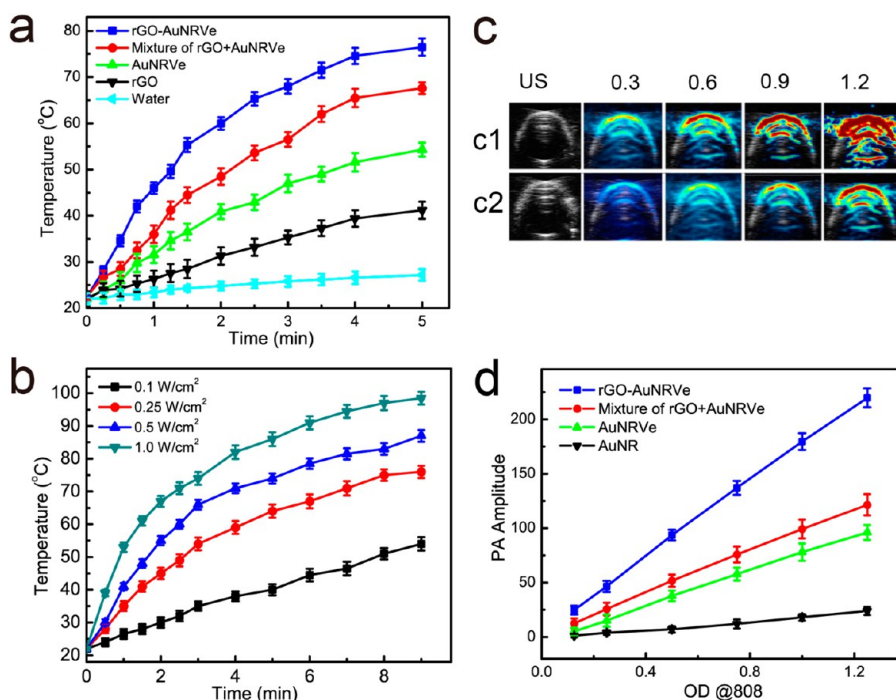 a
80
70
60
50
40
30
20
Temperature (°C)
rGO-AuNRVe
Mixture of rGO+AuNRVe
AuNRVe
rGO
Water
0 1 2 3 4 5
Time (min)
c
US 0.3 0.6 0.9 1.2
c1
c2
b
100
90
80
70
60
50
40
30
20
Temperature (°C)
0.1 W/cm²
0.25 W/cm²
0.5 W/cm²
1.0 W/cm²
0 2 4 6 8
Time (min)
d
200
150
100
50
0
PA Amplitude
rGO-AuNRVe
Mixture of rGO+AuNRVe
AuNRVe
AuNR
0.0 0.4 0.8 1.2
OD @808